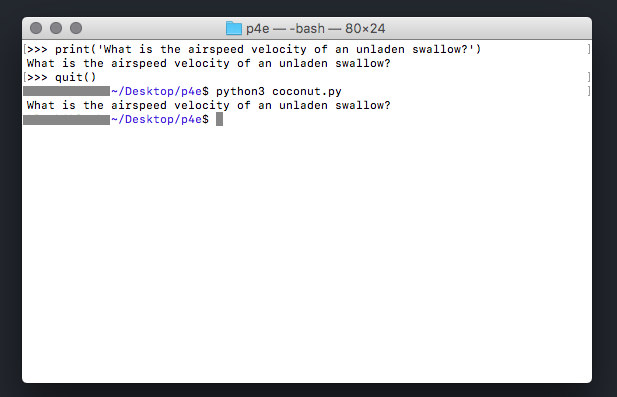 p4e — -bash — 80×24
[>>> print('What is the airspeed velocity of an unladen swallow?') ]
What is the airspeed velocity of an unladen swallow?
[>>> quit() ]
~/Desktop/p4e$ python3 coconut.py ]
What is the airspeed velocity of an unladen swallow?
~/Desktop/p4e$